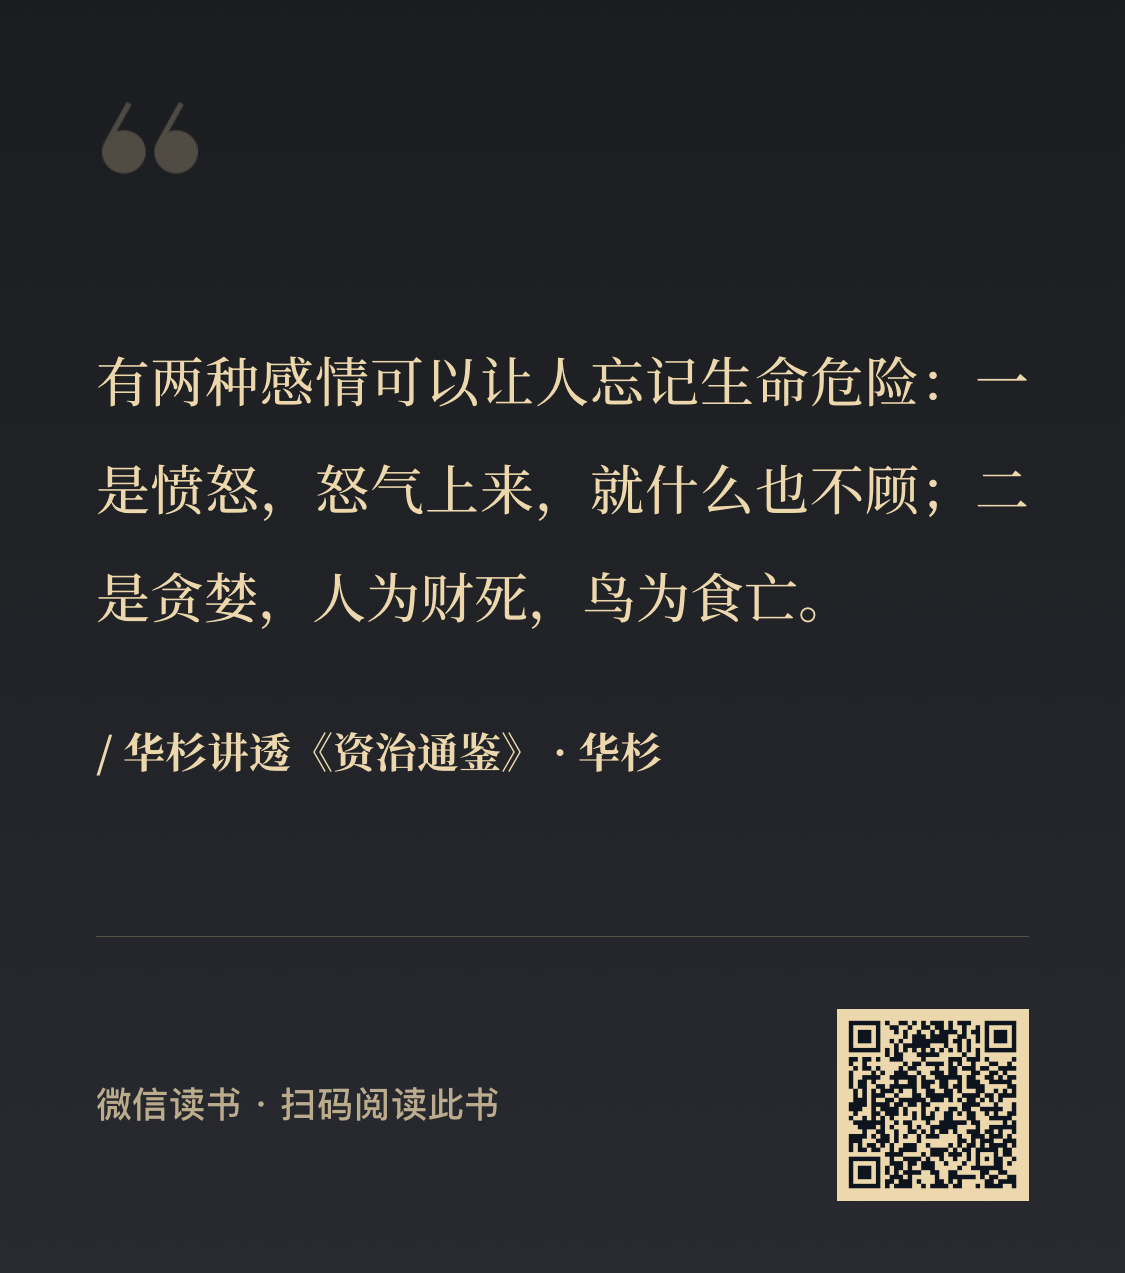 “
有两种感情可以让人忘记生命危险：一
是愤怒，怒气上来，就什么也不顾；二
是贪婪，人为财死，鸟为食亡。
/ 华杉讲透《资治通鉴》 · 华杉
微信读书 · 扫码阅读此书